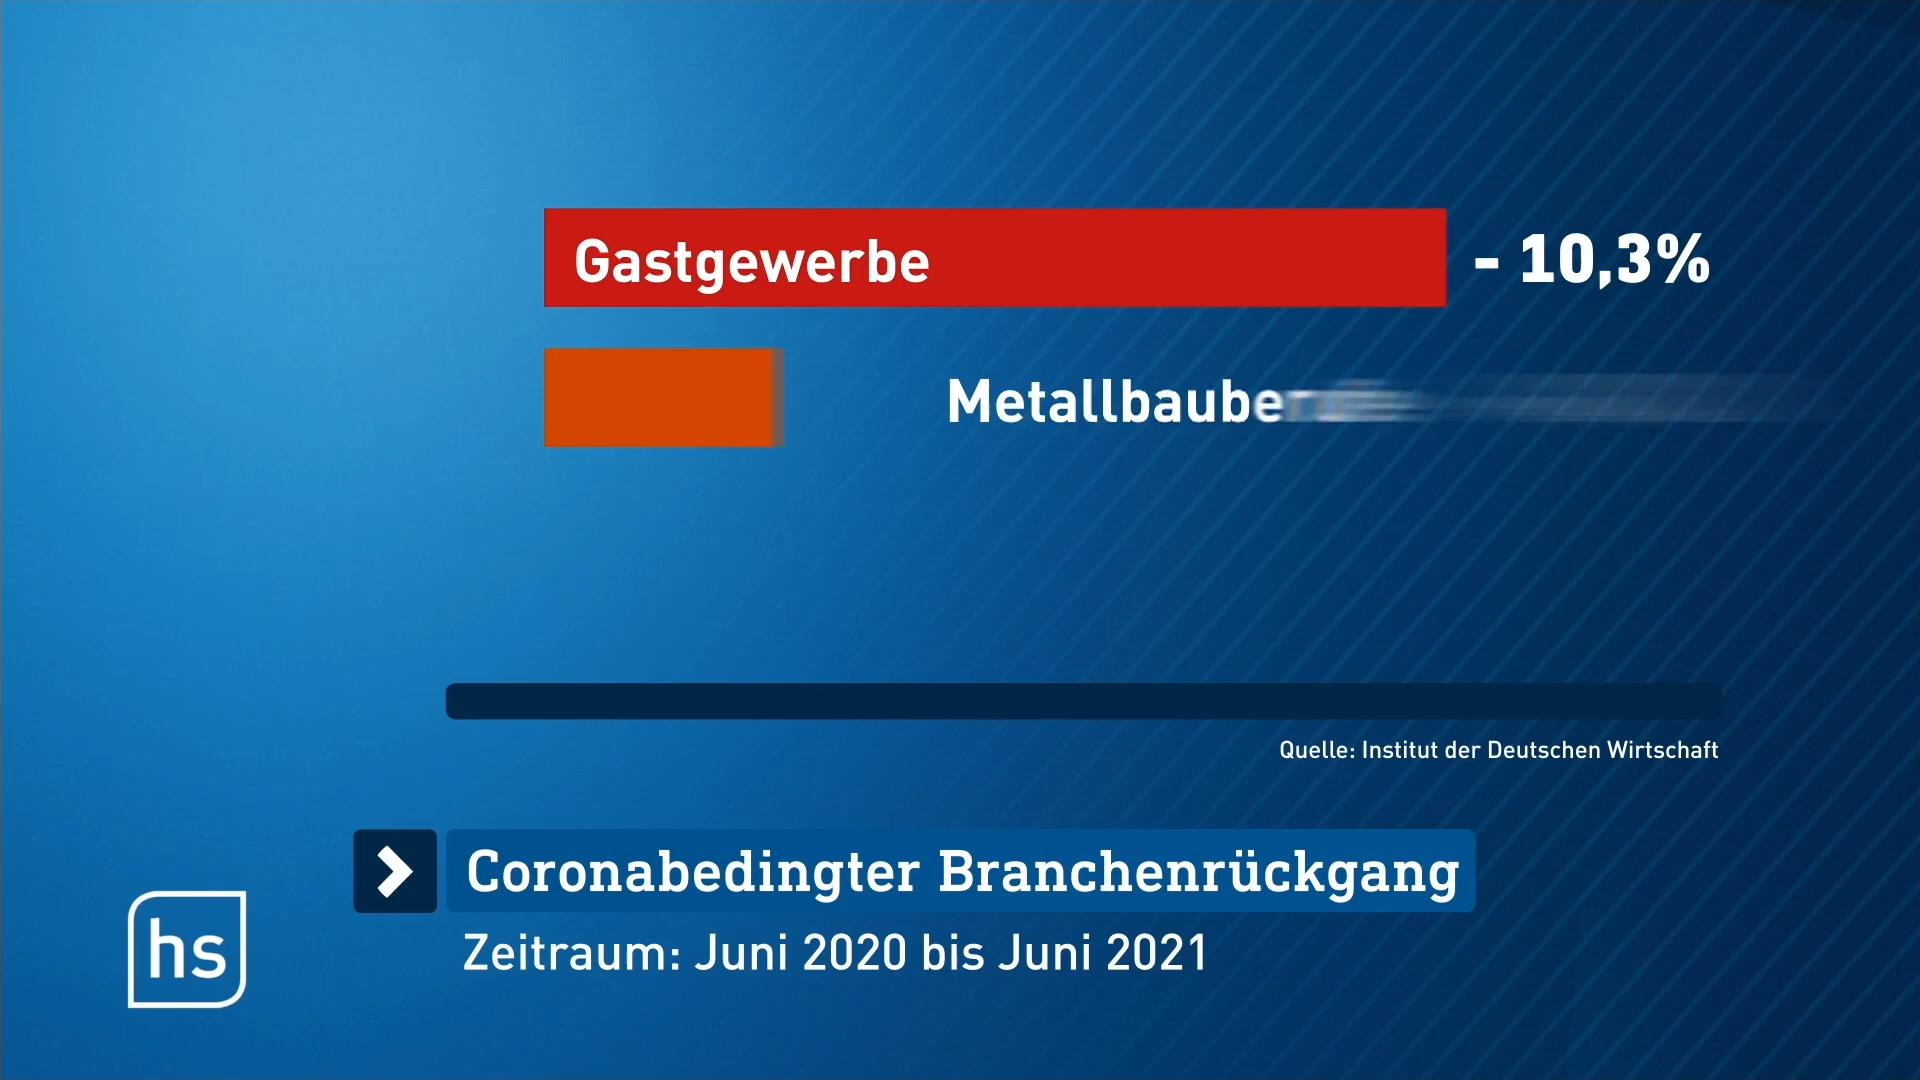 Gastgewerbe
- 10,3%
Quelle: Institut der Deutschen Wirtschaft
Coronabedingter Branchenrückgang
Zeitraum: Juni 2020 bis Juni 2021
hs